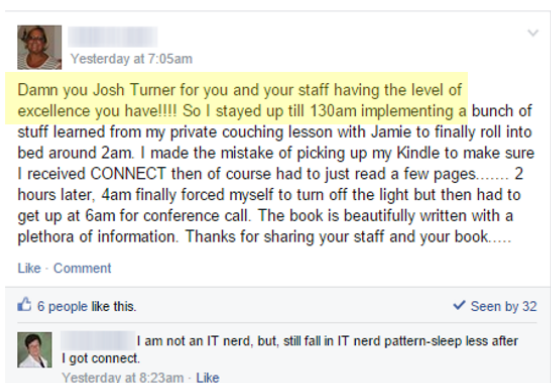 Yesterday at 7:05am
Damn you Josh Turner for you and your staff having the level of
excellence you have!!!! So I stayed up till 130am implementing a bunch of
stuff learned from my private couching lesson with Jamie to finally roll into
bed around 2am. I made the mistake of picking up my Kindle to make sure
I received CONNECT then of course had to just read a few pages....... 2
hours later, 4am finally forced myself to turn off the light but then had to
get up at 6am for conference call. The book is beautifully written with a
plethora of information. Thanks for sharing your staff and your book.....
Like · Comment
6 people like this.
Seen by 32
I am not an IT nerd, but, still fall in IT nerd pattern-sleep less after
I got connect.
Yesterday at 8:23am · Like